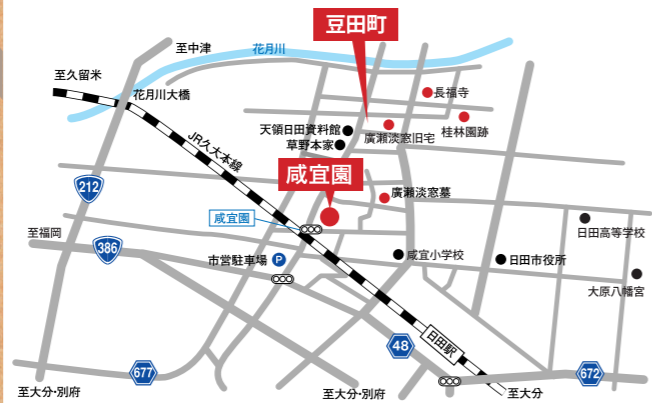 豆田町
至中津
花月川
至久留米
花月川大橋
長福寺
天領日田資料館
草野本家
廣瀬淡窓旧宅
桂林園跡
JR久大本線
咸宜園
212
廣瀬淡窓墓
咸宜園
至福岡
386
日田高等学校
市営駐車場
P
咸宜小学校
日田市役所
大原八幡宮
48
日田駅
677
672
至大分・別府
至大分・別府
至大分